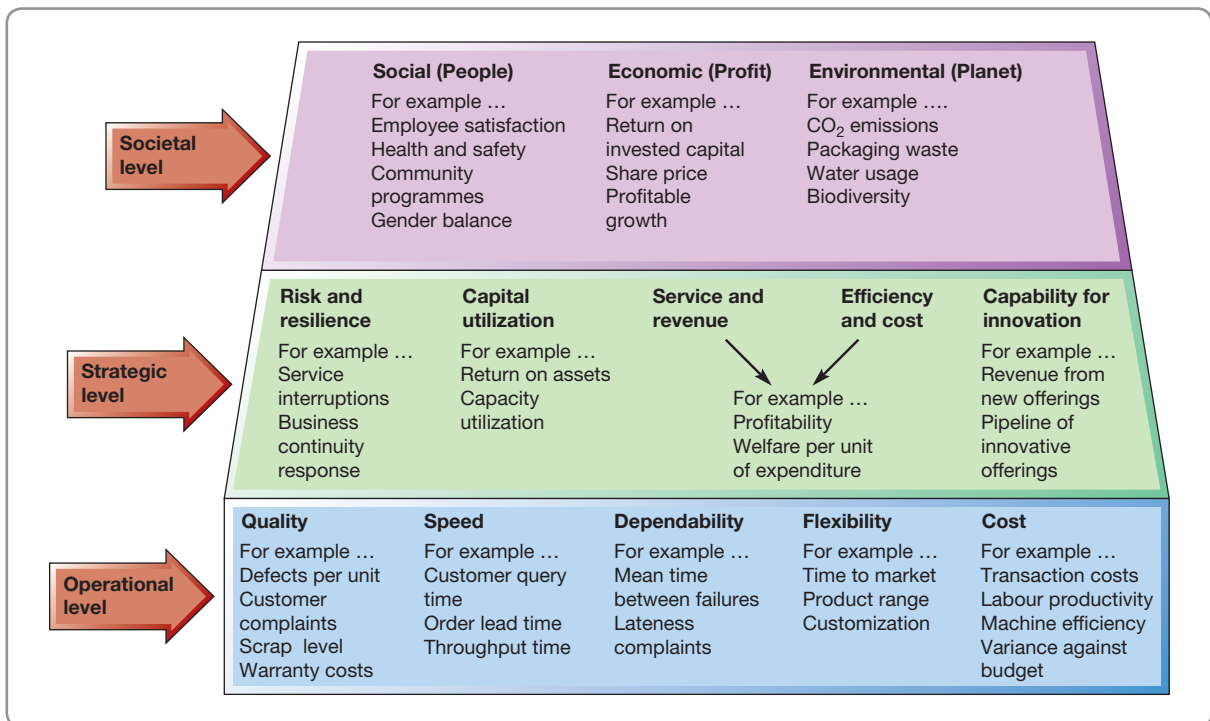 Societal
level
Social (People)
For example …
Employee satisfaction
Health and safety
Community
programmes
Gender balance
Economic (Profit)
For example …
Return on
invested capital
Share price
Profitable
growth
Environmental (Planet)
For example ….
CO₂ emissions
Packaging waste
Water usage
Biodiversity
Strategic
level
Risk and
resilience
For example …
Service
interruptions
Business
continuity
response
Capital
utilization
For example …
Return on assets
Capacity
utilization
Service and
revenue
Efficiency
and cost
For example …
Profitability
Welfare per unit
of expenditure
Capability for
innovation
For example …
Revenue from
new offerings
Pipeline of
innovative
offerings
Operational
level
Quality
For example …
Defects per unit
Customer
complaints
Scrap level
Warranty costs
Speed
For example …
Customer query
time
Order lead time
Throughput time
Dependability
For example …
Mean time
between failures
Lateness
complaints
Flexibility
For example …
Time to market
Product range
Customization
Cost
For example …
Transaction costs
Labour productivity
Machine efficiency
Variance against
budget